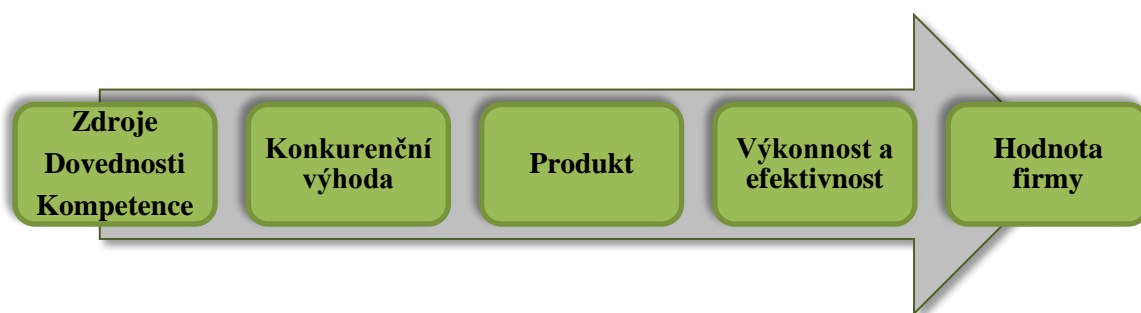 Zdroje
Dovednosti
Kompetence
Konkurenční
výhoda
Produkt
Výkonnost a
efektivnost
Hodnota
firmy